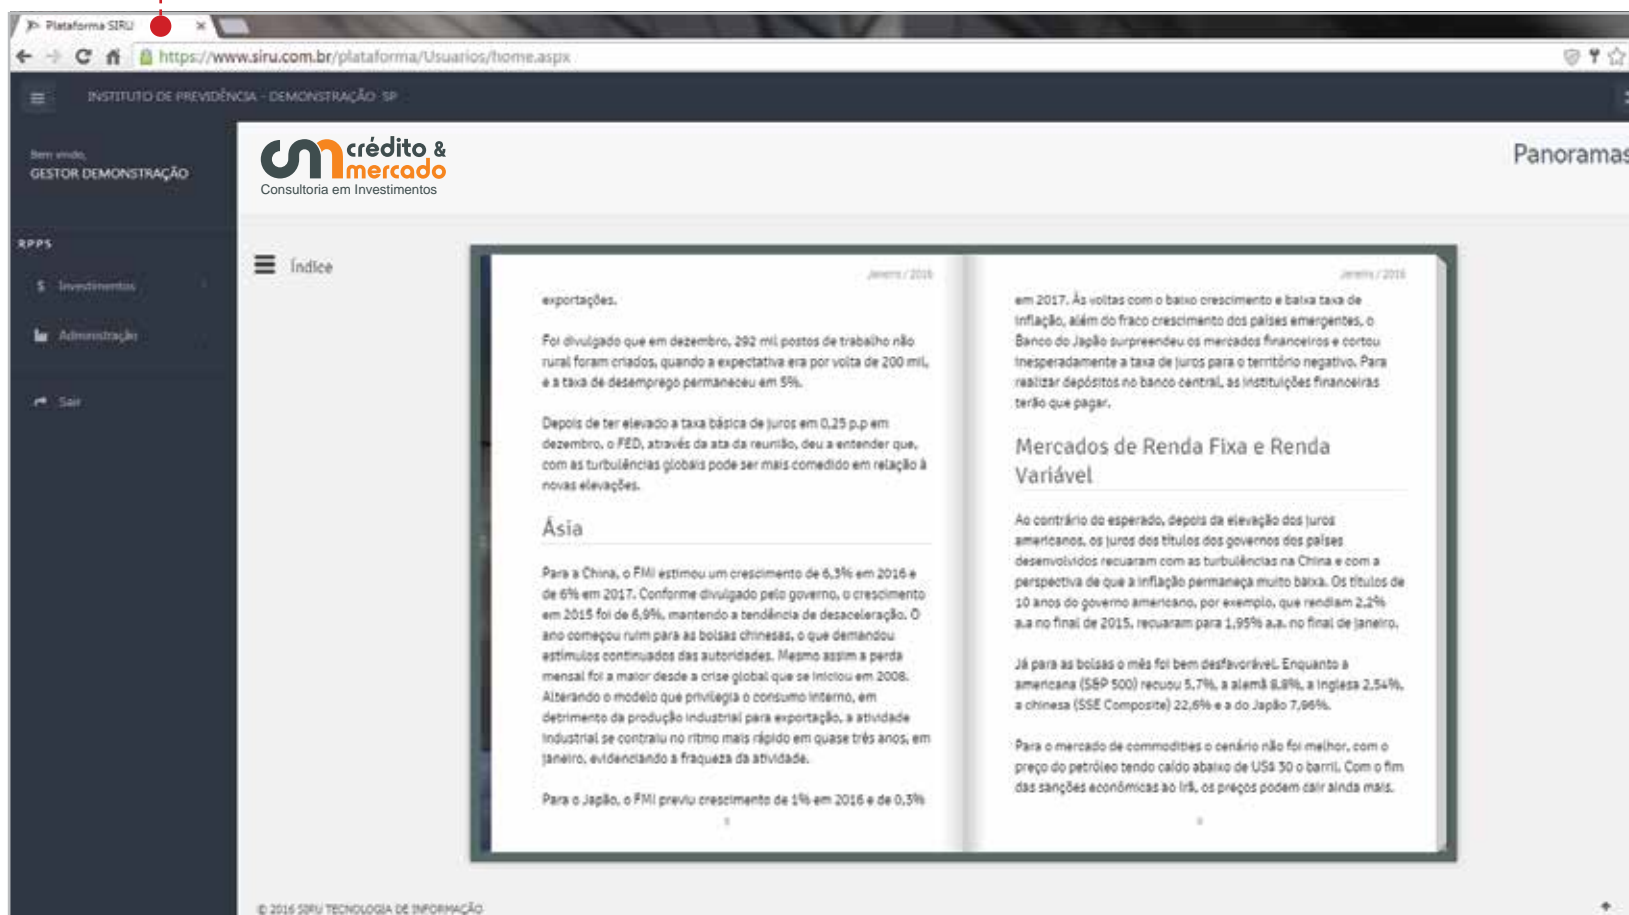 Plataforma SIRU
https://www.siru.com.br/plataforma/Usuarios/home.aspx
INSTITUTO DE PREVIDÊNCIA - DEMONSTRAÇÃO SP
Bem vindo,
GESTOR DEMONSTRAÇÃO
RPPS
Investimentos
Administração
Sair
crédito &
mercado
Consultoria em Investimentos
Panoramas
Índice
Janeiro / 2016
exportações.
Foi divulgado que em dezembro, 292 mil postos de trabalho não
rural foram criados, quando a expectativa era por volta de 200 mil,
e a taxa de desemprego permaneceu em 5%.
Depois de ter elevado a taxa básica de juros em 0,25 p.p em
dezembro, o FED, através da ata da reunião, deu a entender que,
com as turbulências globais pode ser mais comedido em relação à
novas elevações.
Ásia
Para a China, o FMI estimou um crescimento de 6,3% em 2016 e
de 6% em 2017. Conforme divulgado pelo governo, o crescimento
em 2015 foi de 6,9%, mantendo a tendência de desaceleração. O
ano começou ruim para as bolsas chinesas, o que demandou
estímulos continuados das autoridades. Mesmo assim a perda
mensal foi a maior desde a crise global que se iniciou em 2008.
Alterando o modelo que privilegia o consumo interno, em
detrimento da produção industrial para exportação, a atividade
industrial se contraiu no ritmo mais rápido em quase três anos, em
janeiro, evidenciando a fraqueza da atividade.
Para o Japão, o FMI previu crescimento de 1% em 2016 e de 0,3%
Janeiro / 2016
em 2017. Às voltas com o baixo crescimento e baixa taxa de
inflação, além do fraco crescimento dos países emergentes, o
Banco do Japão surpreendeu os mercados financeiros e cortou
inesperadamente a taxa de juros para o território negativo. Para
realizar depósitos no banco central, as instituições financeiras
terão que pagar.
Mercados de Renda Fixa e Renda
Variável
Ao contrário do esperado, depois da elevação dos juros
americanos, os juros dos títulos dos governos dos países
desenvolvidos recuaram com as turbulências na China e com a
perspectiva de que a inflação permaneça muito baixa. Os títulos de
10 anos do governo americano, por exemplo, que rendiam 2,2%
a.a no final de 2015, recuaram para 1,95% a.a. no final de janeiro.
Já para as bolsas o mês foi bem desfavorável. Enquanto a
americana (S&P 500) recuou 5,7%, a alemã 8,8%, a inglesa 2,54%,
a chinesa (SSE Composite) 22,6% e a do Japão 7,96%.
Para o mercado de commodities o cenário não foi melhor, com o
preço do petróleo tendo caído abaixo de US$ 30 o barril. Com o fim
das sanções econômicas ao Irã, os preços podem cair ainda mais.
© 2016 SIRU TECNOLOGIA DE INFORMAÇÃO